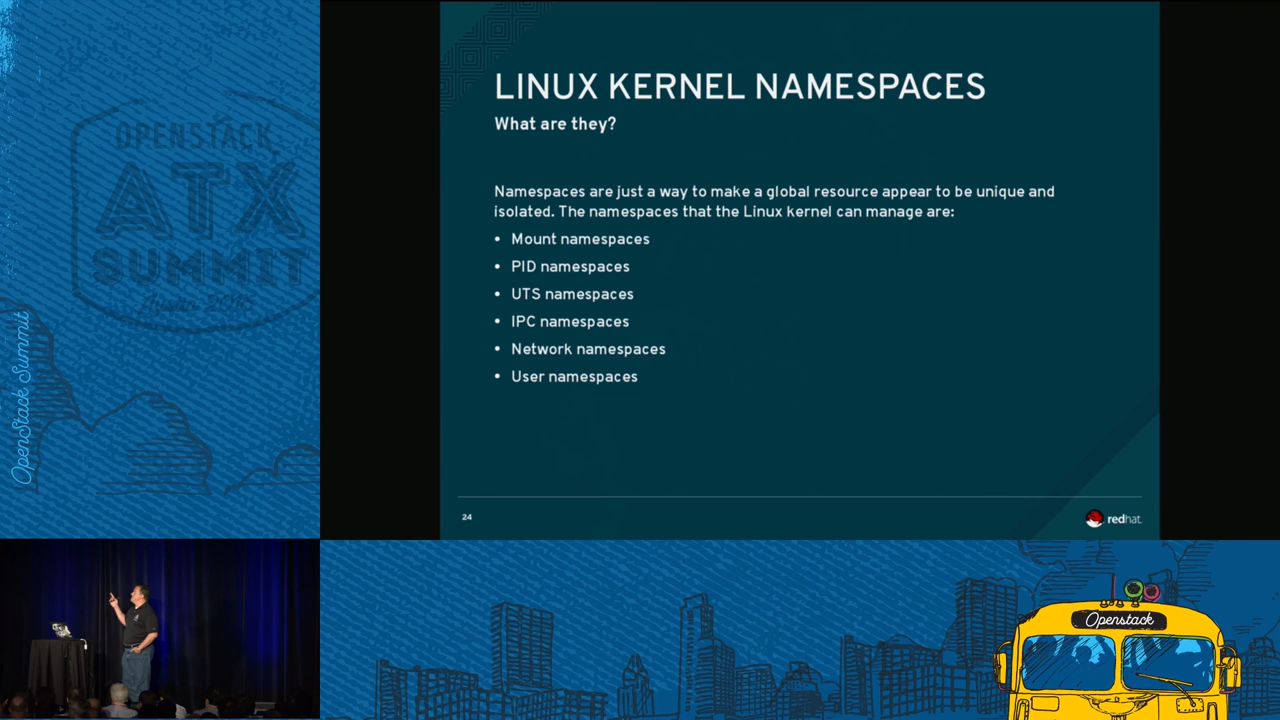 OPENSTACK
ATX
SUMMIT
Austin 2016
OpenStack Summit
LINUX KERNEL NAMESPACES
What are they?
Namespaces are just a way to make a global resource appear to be unique and
isolated. The namespaces that the Linux kernel can manage are:
• Mount namespaces
• PID namespaces
• UTS namespaces
• IPC namespaces
• Network namespaces
• User namespaces
24
redhat.
Openstack